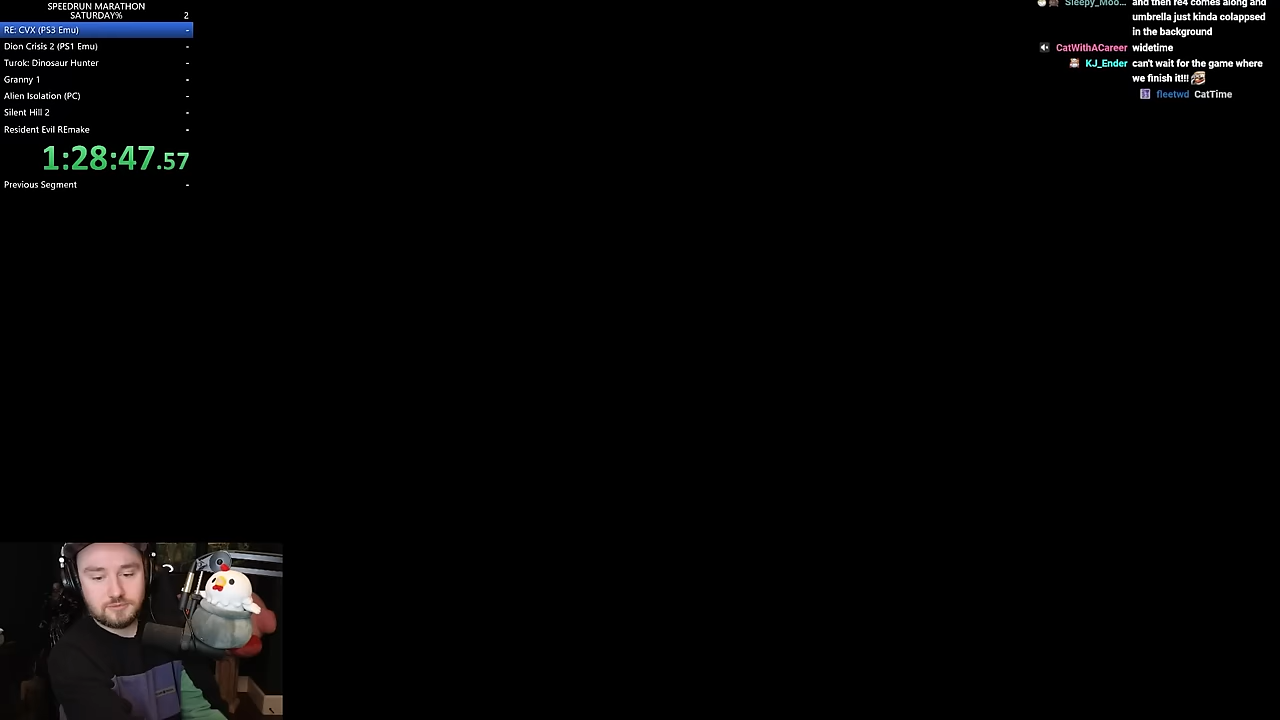 SPEEDRUN MARATHON
SATURDAY% 2
RE: CVX (PS3 Emu) -
Dion Crisis 2 (PS1 Emu) -
Turok: Dinosaur Hunter -
Granny 1 -
Alien Isolation (PC) -
Silent Hill 2 -
Resident Evil REmake -
1:28:47.57
Previous Segment -
Sleepy_Moo... and then re4 comes along and
umbrella just kinda colappsed
in the background
CatWithACareer widetime
KJ_Ender can't wait for the game where
we finish it!!!
fleetwd CatTime